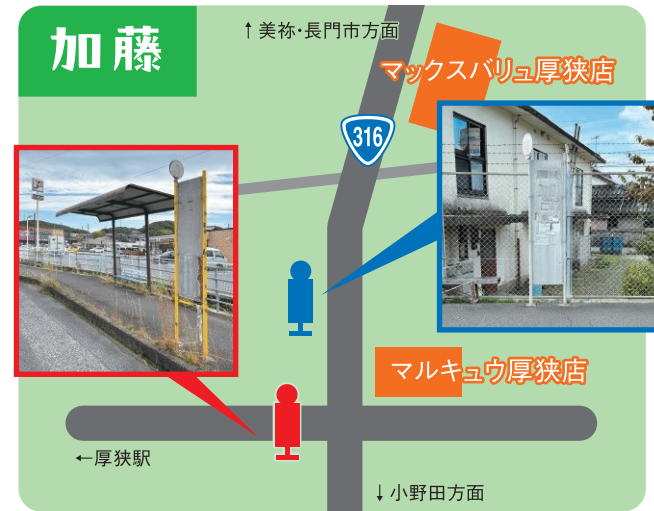 加藤
↑美祢・長門市方面
マックスバリュ厚狭店
316
マルキュウ厚狭店
←厚狭駅
↓小野田方面